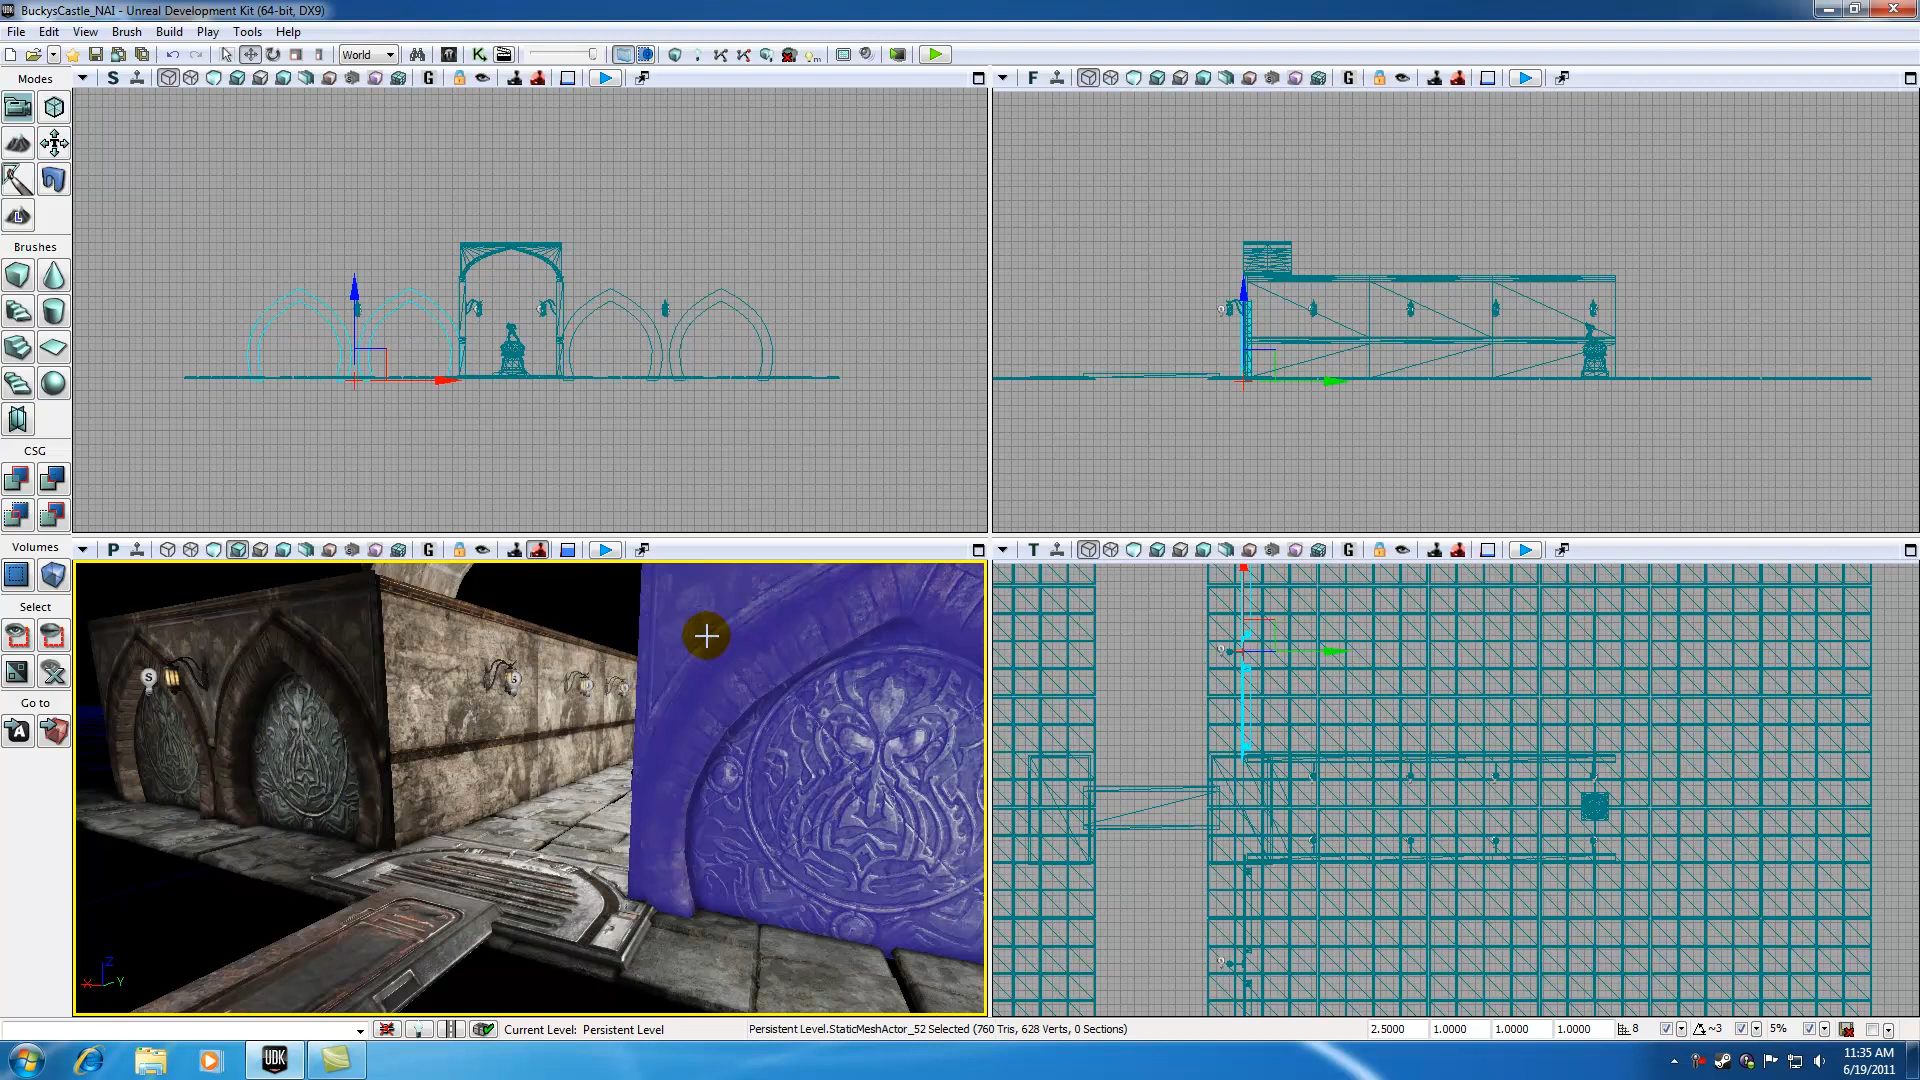 BuckysCastle_NAI - Unreal Development Kit (64-bit, DX9)
File Edit View Brush Build Play Tools Help
World
Modes
S G
F G
Brushes
CSG
Volumes
P G
T G
Select
Go to
S
S
Z
X Y
Current Level: Persistent Level
Persistent Level.StaticMeshActor_52 Selected (760 Tris, 628 Verts, 0 Sections)
2.5000 1.0000 1.0000 1.0000 8 ~3 5%
UDK
11:35 AM
6/19/2011